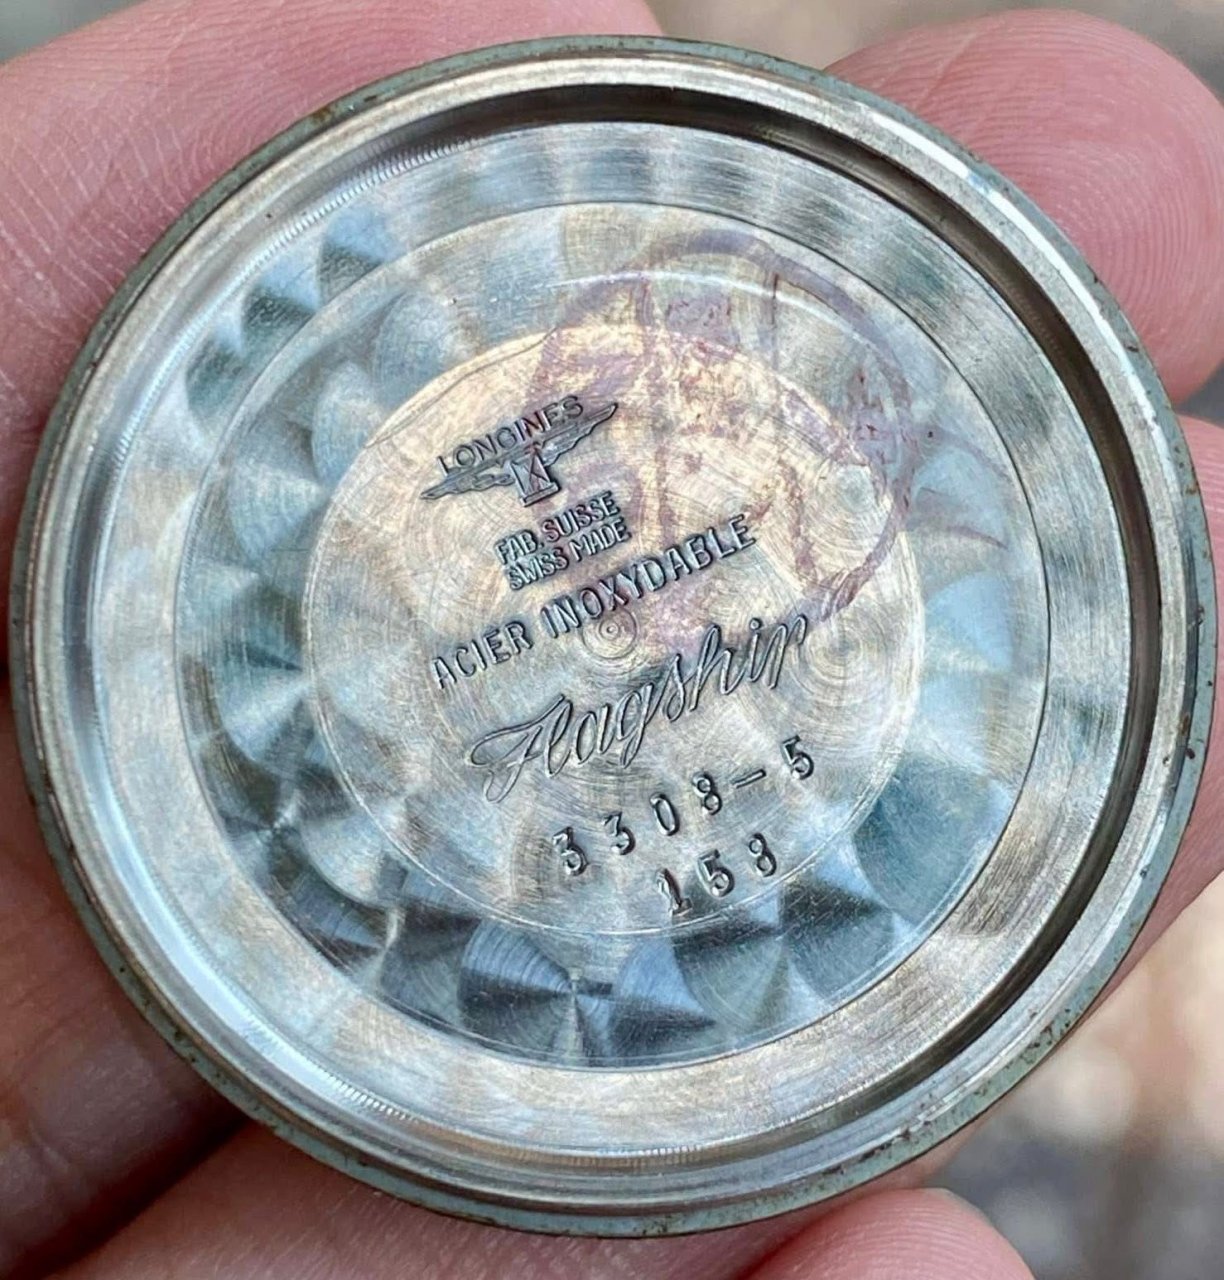 LONGINES
FAB. SUISSE
SWISS MADE
ACIER INOXYDABLE
Flagship
3308-5
158